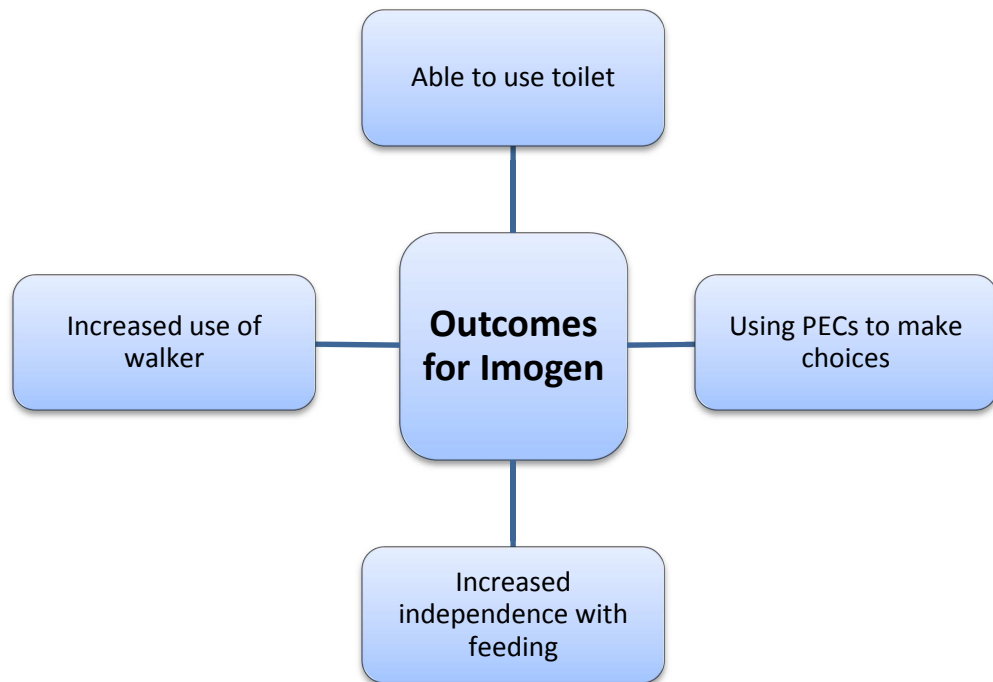 Able to use toilet
Increased use of
walker
Outcomes
for Imogen
Using PECs to make
choices
Increased
independence with
feeding